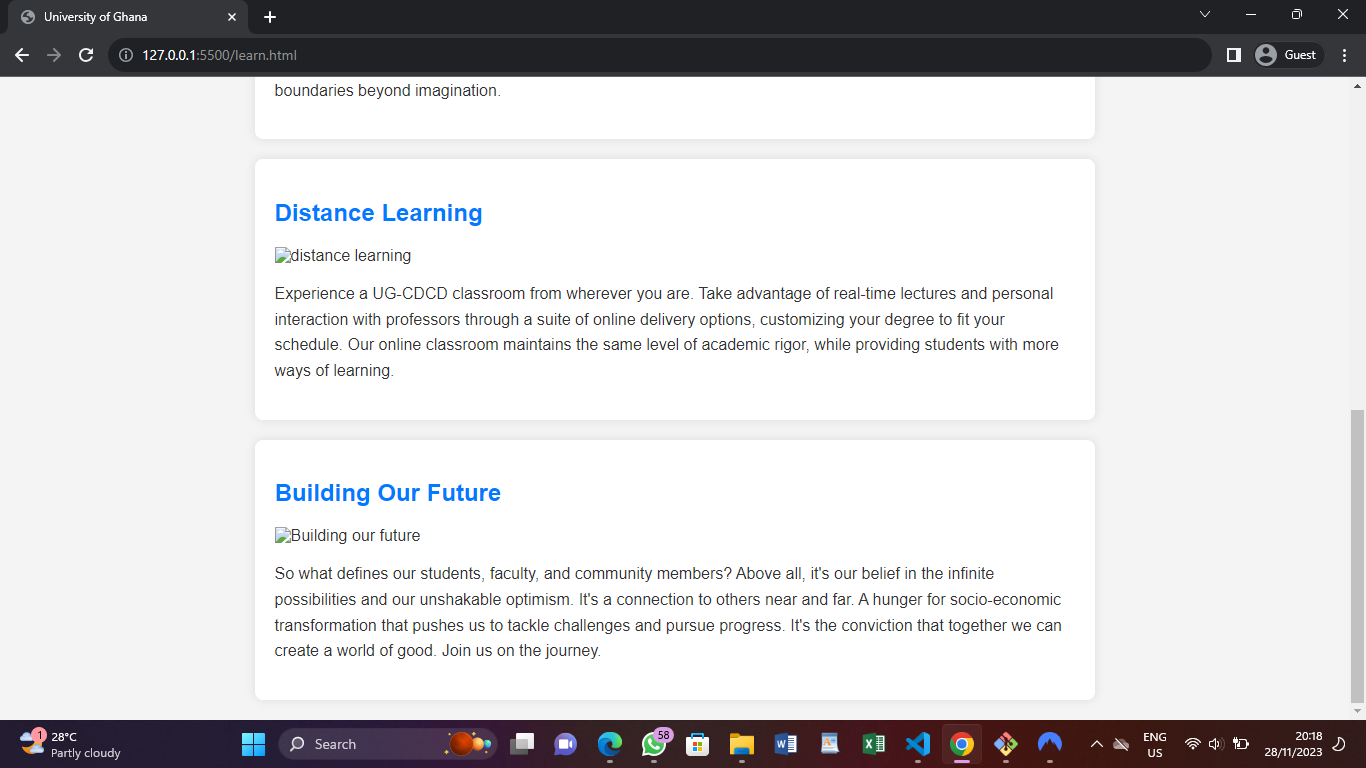 University of Ghana
127.0.0.1:5500/learn.html
Guest
boundaries beyond imagination.
Distance Learning
distance learning
Experience a UG-CDCD classroom from wherever you are. Take advantage of real-time lectures and personal
interaction with professors through a suite of online delivery options, customizing your degree to fit your
schedule. Our online classroom maintains the same level of academic rigor, while providing students with more
ways of learning.
Building Our Future
Building our future
So what defines our students, faculty, and community members? Above all, it's our belief in the infinite
possibilities and our unshakable optimism. It's a connection to others near and far. A hunger for socio-economic
transformation that pushes us to tackle challenges and pursue progress. It's the conviction that together we can
create a world of good. Join us on the journey.
1
28°C
Partly cloudy
Search
58
ENG
US
20:18
28/11/2023